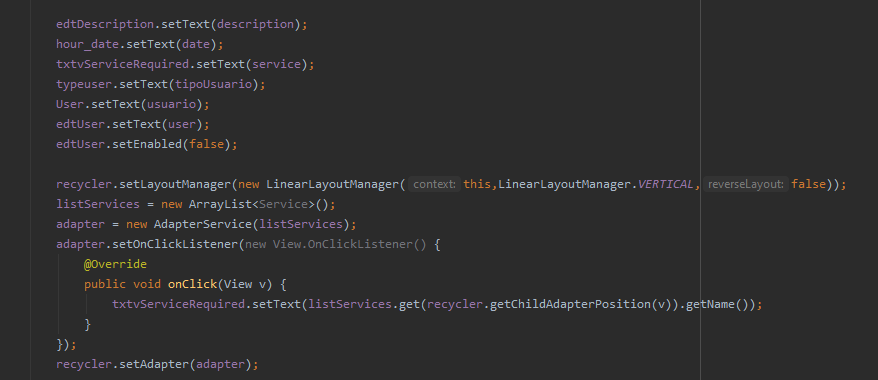 edtDescription.setText(description);
hour_date.setText(date);
txtvServiceRequired.setText(service);
typeuser.setText(tipoUsuario);
User.setText(usuario);
edtUser.setText(user);
edtUser.setEnabled(false);
recycler.setLayoutManager(new LinearLayoutManager( context: this,LinearLayoutManager.VERTICAL, reverseLayout: false));
listServices = new ArrayList<Service>();
adapter = new AdapterService(listServices);
adapter.setOnClickListener(new View.OnClickListener() {
@Override
public void onClick(View v) {
txtvServiceRequired.setText(listServices.get(recycler.getChildAdapterPosition(v)).getName());
}
});
recycler.setAdapter(adapter);